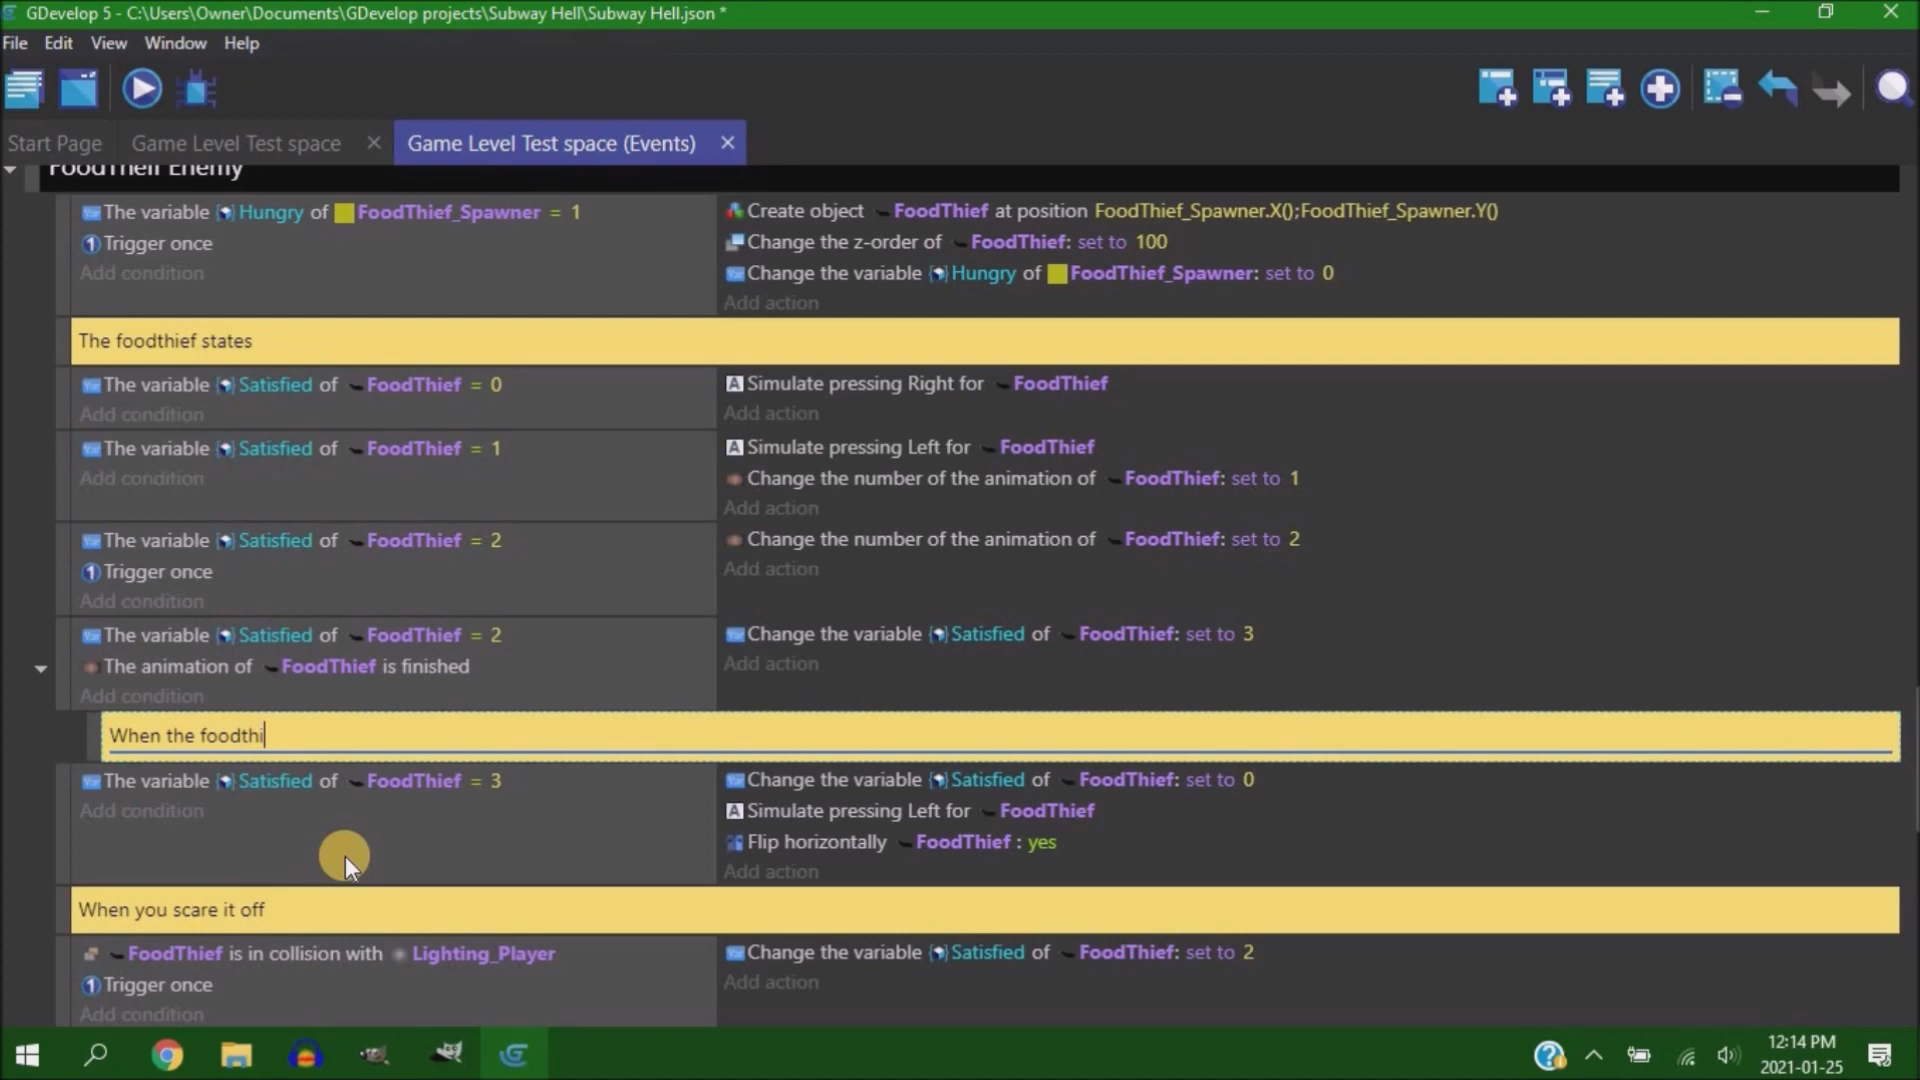 GDevelop 5 - C:\Users\Owner\Documents\GDevelop projects\Subway Hell\Subway Hell.json *
File Edit View Window Help
Start Page Game Level Test space Game Level Test space (Events)
FoodTheif Enemy
The variable Hungry of FoodThief_Spawner = 1
Trigger once
Add condition
Create object FoodThief at position FoodThief_Spawner.X();FoodThief_Spawner.Y()
Change the z-order of FoodThief: set to 100
Change the variable Hungry of FoodThief_Spawner: set to 0
Add action
The foodthief states
The variable Satisfied of FoodThief = 0
Add condition
Simulate pressing Right for FoodThief
Add action
The variable Satisfied of FoodThief = 1
Add condition
Simulate pressing Left for FoodThief
Change the number of the animation of FoodThief: set to 1
Add action
The variable Satisfied of FoodThief = 2
Trigger once
Add condition
Change the number of the animation of FoodThief: set to 2
Add action
The variable Satisfied of FoodThief = 2
The animation of FoodThief is finished
Add condition
Change the variable Satisfied of FoodThief: set to 3
Add action
When the foodthi
The variable Satisfied of FoodThief = 3
Add condition
Change the variable Satisfied of FoodThief: set to 0
Simulate pressing Left for FoodThief
Flip horizontally FoodThief : yes
Add action
When you scare it off
FoodThief is in collision with Lighting_Player
Trigger once
Add condition
Change the variable Satisfied of FoodThief: set to 2
Add action
12:14 PM
2021-01-25